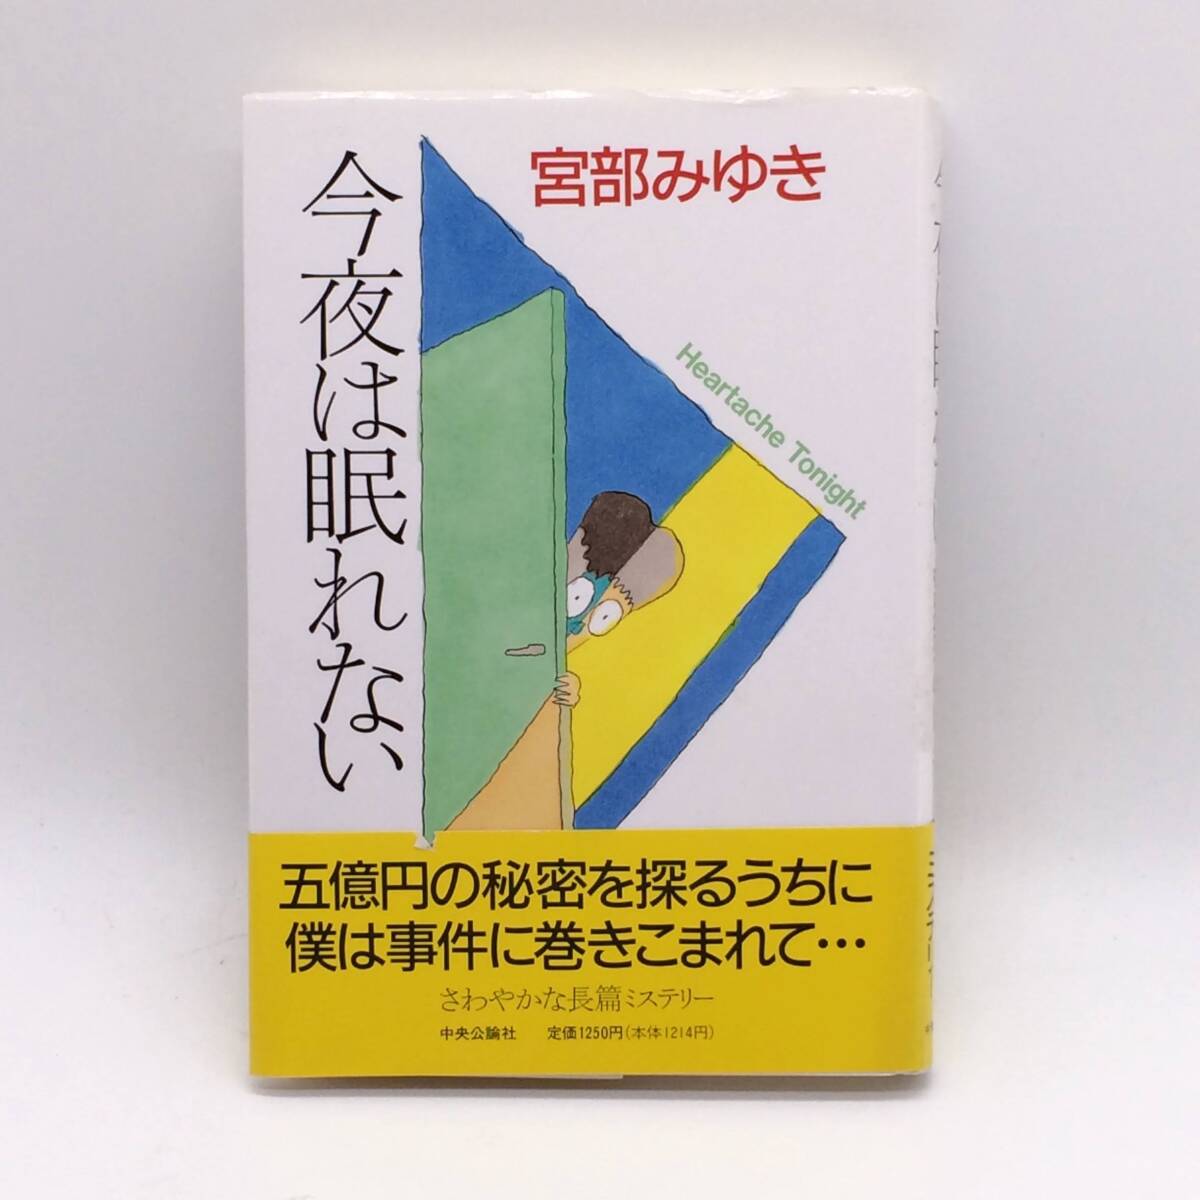 宮部みゆき
今夜は眠れない
Heartache Tonight
五億円の秘密を探るうちに
僕は事件に巻きこまれて…
さわやかな長篇ミステリー
中央公論社 定価1250円(本体1214円)